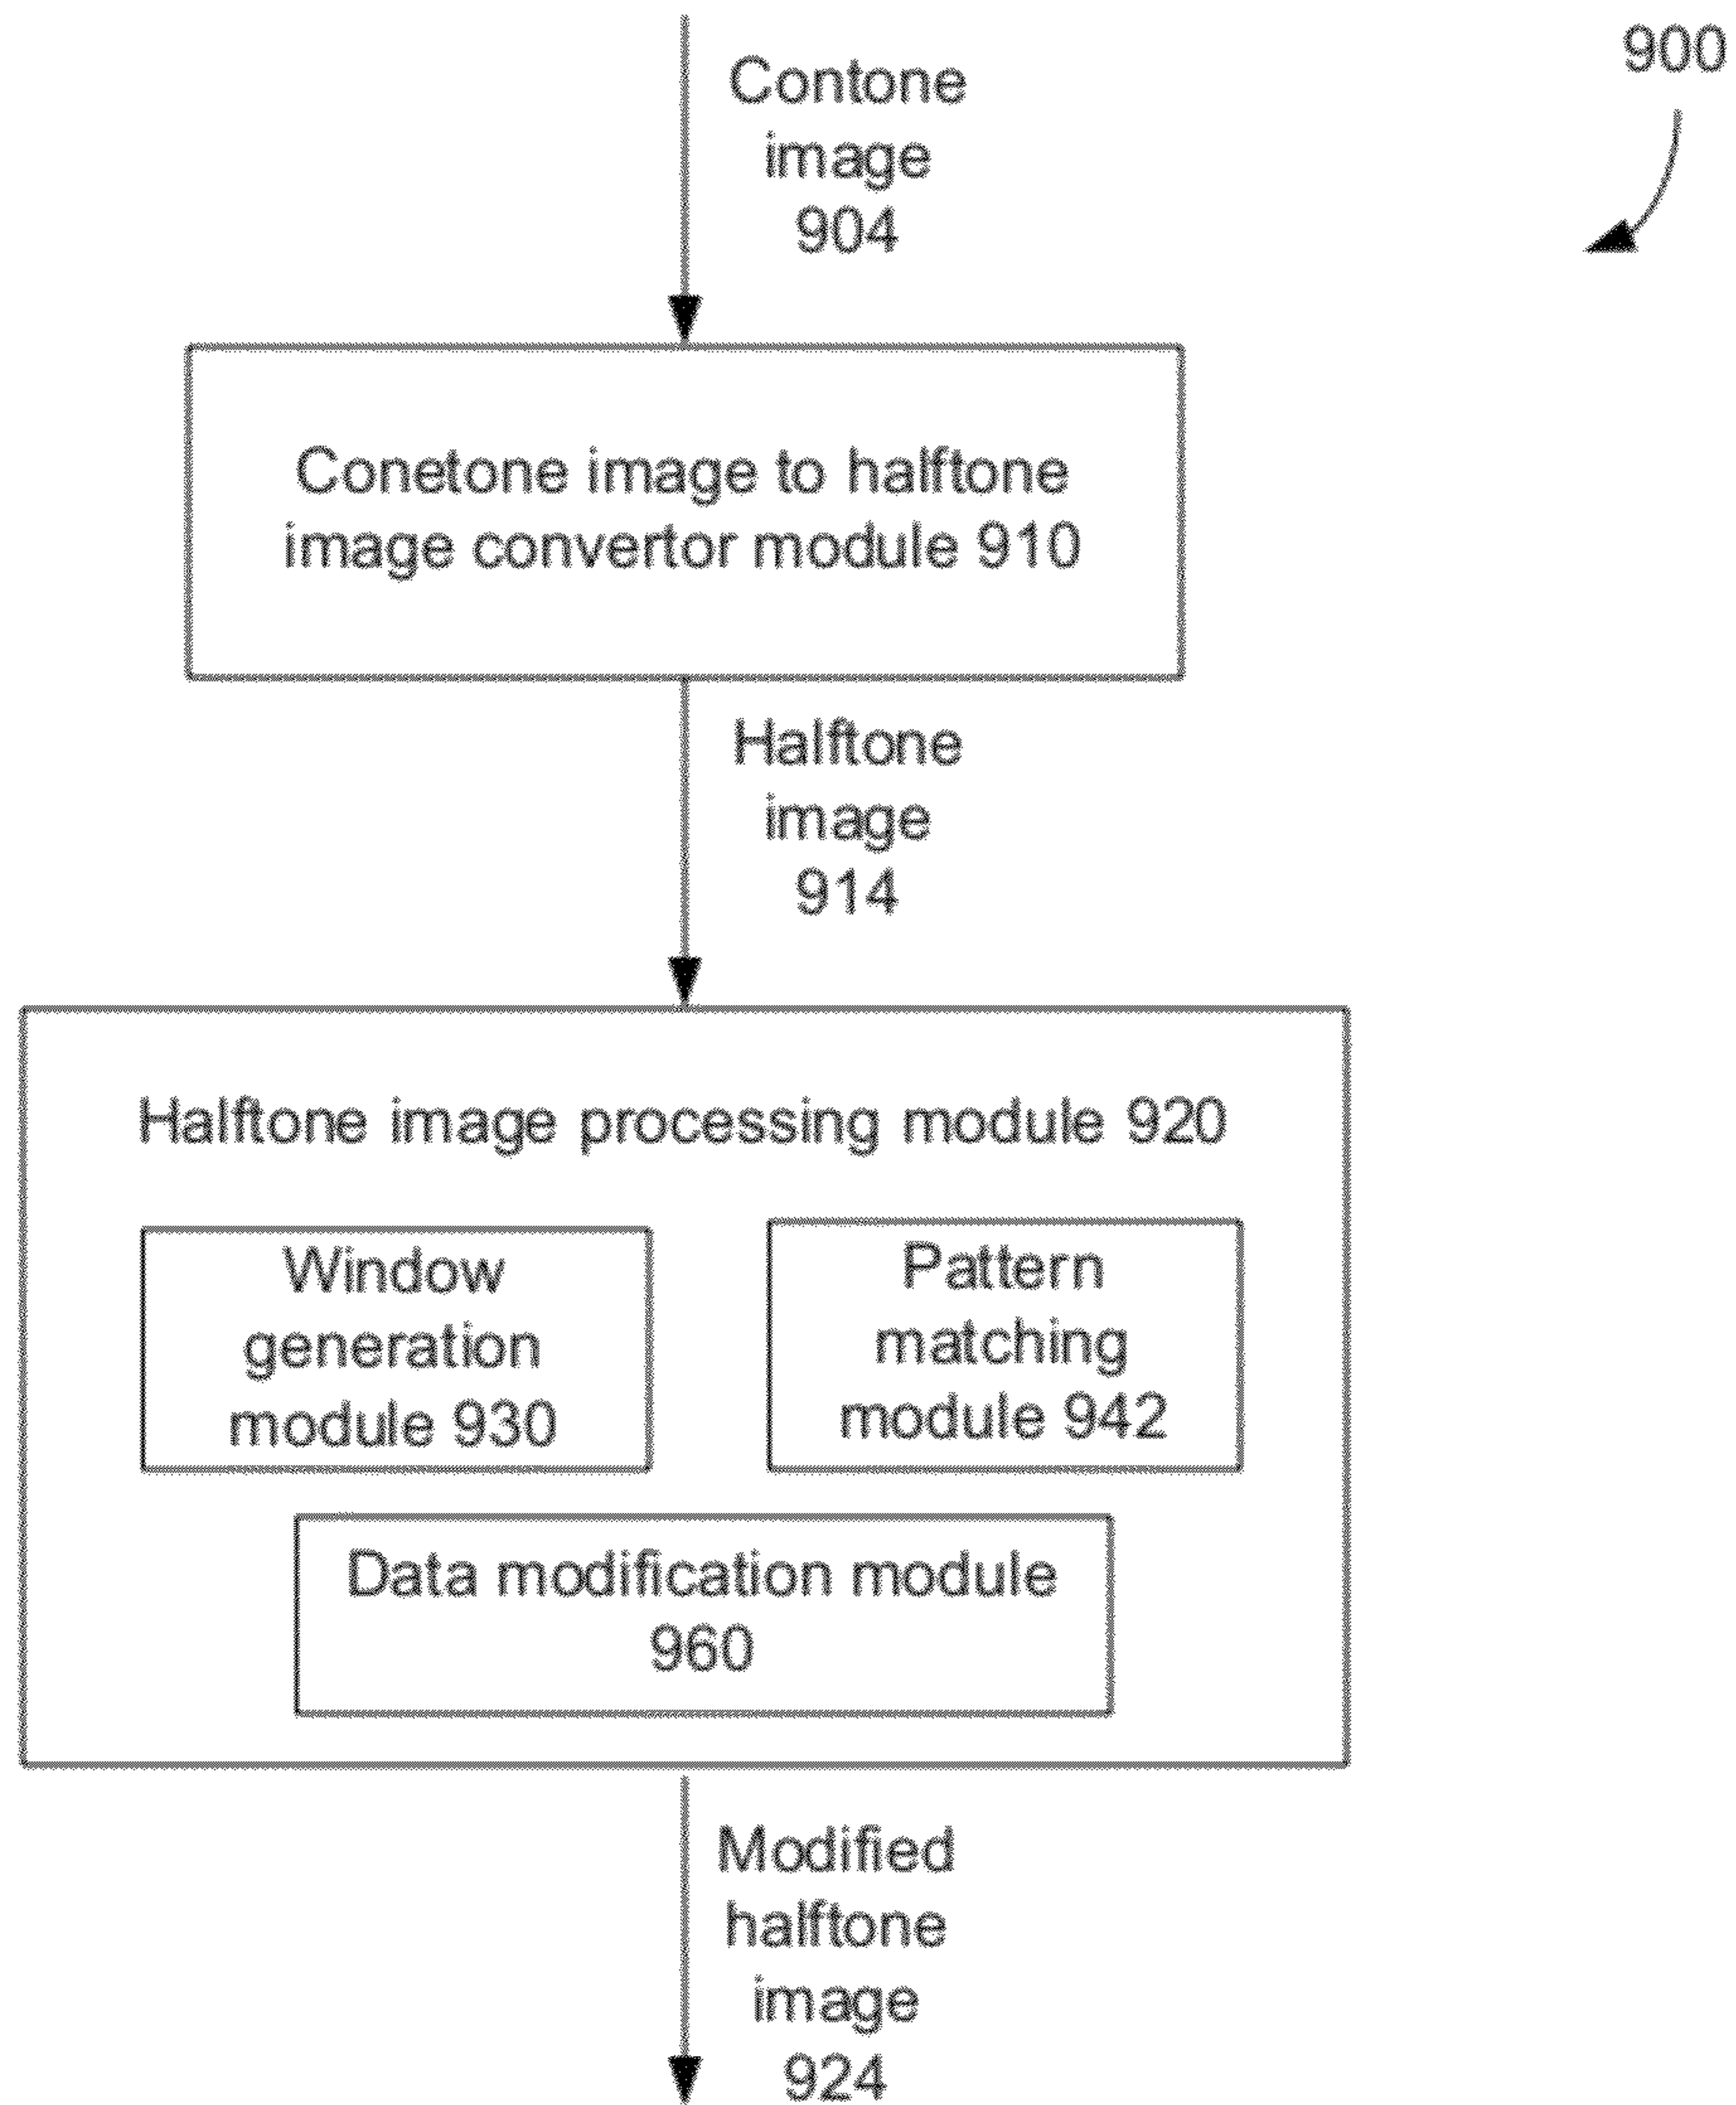 900
Contone
image
904
Conetone image to halftone
image convertor module 910
Halftone
image
914
Halftone image processing module 920
Window
generation
module 930
Pattern
matching
module 942
Data modification module
960
Modified
halftone
image
924